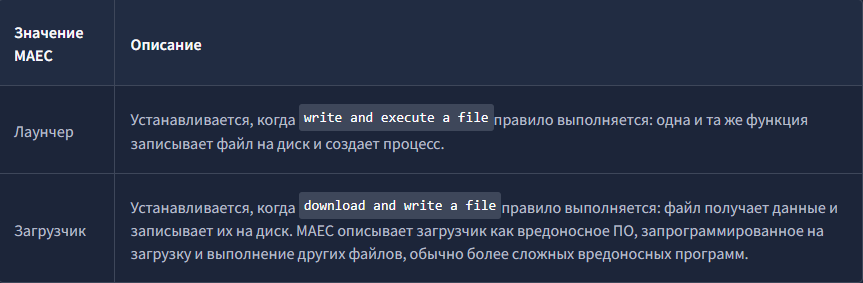 Значение
MAEC
Описание
Лаунчер
Устанавливается, когда write and execute a file правило выполняется: одна и та же функция
записывает файл на диск и создает процесс.
Загрузчик
Устанавливается, когда download and write a file правило выполняется: файл получает данные и
записывает их на диск. MAEC описывает загрузчик как вредоносное ПО, запрограммированное на
загрузку и выполнение других файлов, обычно более сложных вредоносных программ.